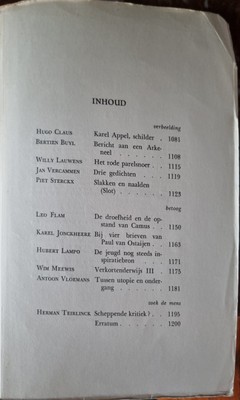 INHOUD
verbeelding
HUGO CLAUS Karel Appel, schilder . 1081
BERTIEN BUYL Bericht aan een Arke-
neel . . . . . . 1108
WILLY LAUWENS Het rode parelsnoer . 1115
JAN VERCAMMEN Drie gedichten . . . 1119
PIET STERCKX Slakken en naalden
(Slot) . . . . . . 1123
betoog
LEO FLAM De droefheid en de op-
stand van Camus . . 1150
KAREL JONCKHEERE Bij vier brieven van
Paul van Ostaijen . 1163
HUBERT LAMPO De jeugd nog steeds in-
spiratiebron . . . 1171
WIM MEEWIS Verkortenderwijs III . 1175
ANTOON VLOEMANS Tussen utopie en onder-
gang . . . . . . 1181
zoek de mens
HERMAN TEIRLINCK Scheppende kritiek? . . 1195
Erratum . . . . . 1200